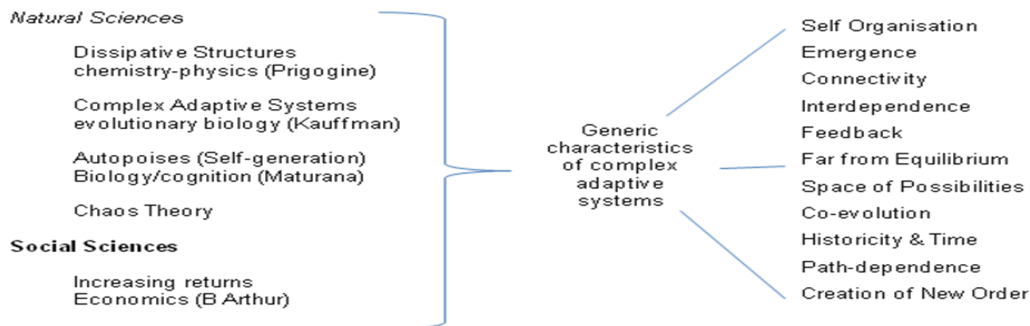 Natural Sciences
Dissipative Structures
chemistry-physics (Prigogine)
Complex Adaptive Systems
evolutionary biology (Kauffman)
Autopoises (Self-generation)
Biology/cognition (Maturana)
Chaos Theory
Social Sciences
Increasing returns
Economics (B Arthur)
Generic
characteristics
of complex
adaptive
systems
Self Organisation
Emergence
Connectivity
Interdependence
Feedback
Far from Equilibrium
Space of Possibilities
Co-evolution
Historicity & Time
Path-dependence
Creation of New Order